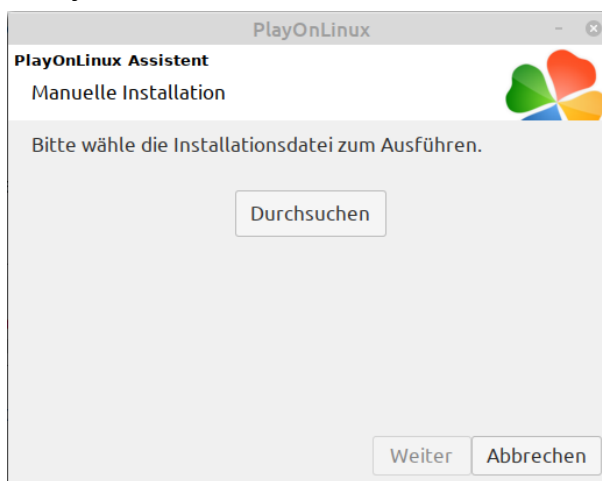 PlayOnLinux
PlayOnLinux Assistent
Manuelle Installation
Bitte wähle die Installationsdatei zum Ausführen.
Durchsuchen
Weiter
Abbrechen